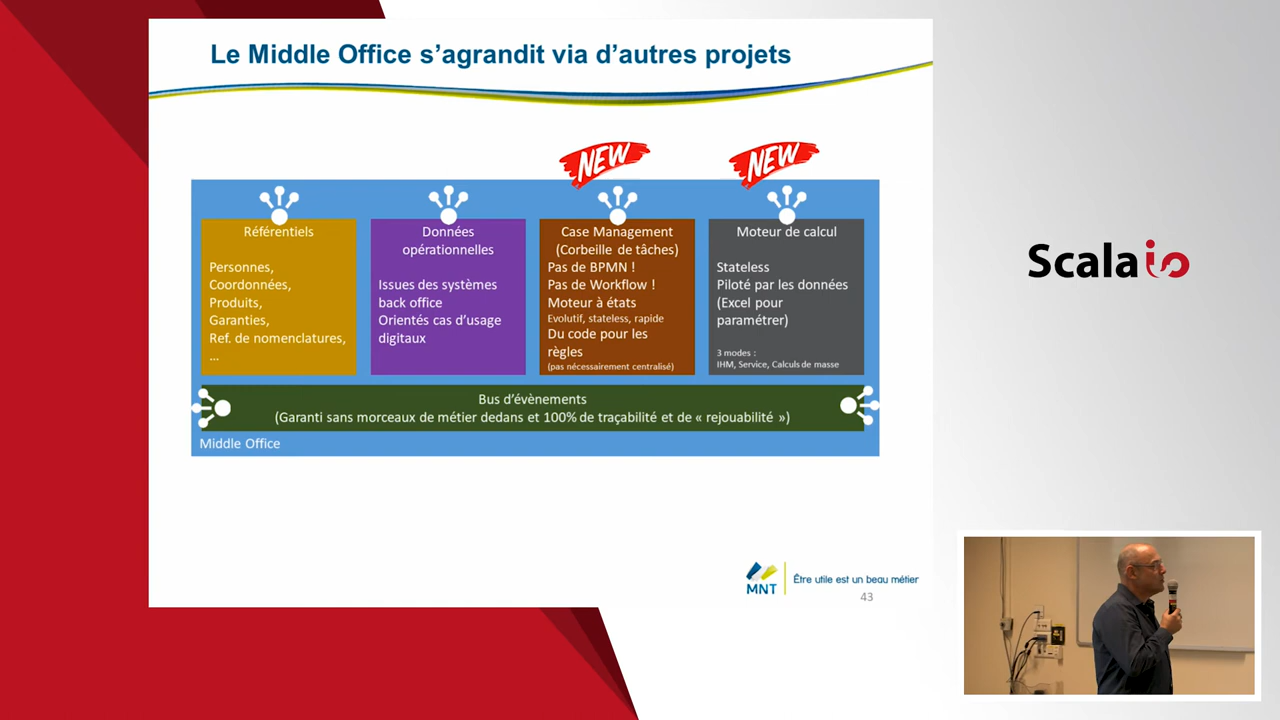 Le Middle Office s’agrandit via d’autres projets
NEW
NEW
Référentiels
Personnes,
Coordonnées,
Produits,
Garanties,
Ref. de nomenclatures,
…
Données
opérationnelles
Issues des systèmes
back office
Orientés cas d’usage
digitaux
Case Management
(Corbeille de tâches)
Pas de BPMN !
Pas de Workflow !
Moteur à états
Evolutif, stateless, rapide
Du code pour les
règles
(pas nécessairement centralisé)
Moteur de calcul
Stateless
Piloté par les données
(Excel pour
paramétrer)
3 modes :
IHM, Service, Calculs de masse
Bus d’évènements
(Garanti sans morceaux de métier dedans et 100% de traçabilité et de « rejouabilité »)
Middle Office
MNT
Être utile est un beau métier
43
Scala io